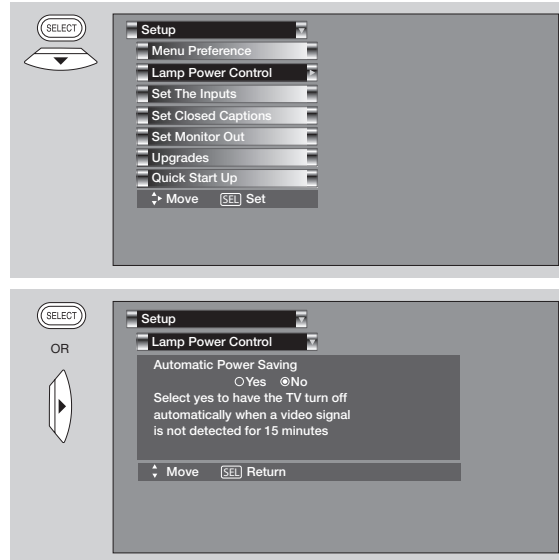 SELECT
Setup
Menu Preference
Lamp Power Control
Set The Inputs
Set Closed Captions
Set Monitor Out
Upgrades
Quick Start Up
Move SEL Set
SELECT
OR
Setup
Lamp Power Control
Automatic Power Saving
Yes No
Select yes to have the TV turn off
automatically when a video signal
is not detected for 15 minutes
Move SEL Return